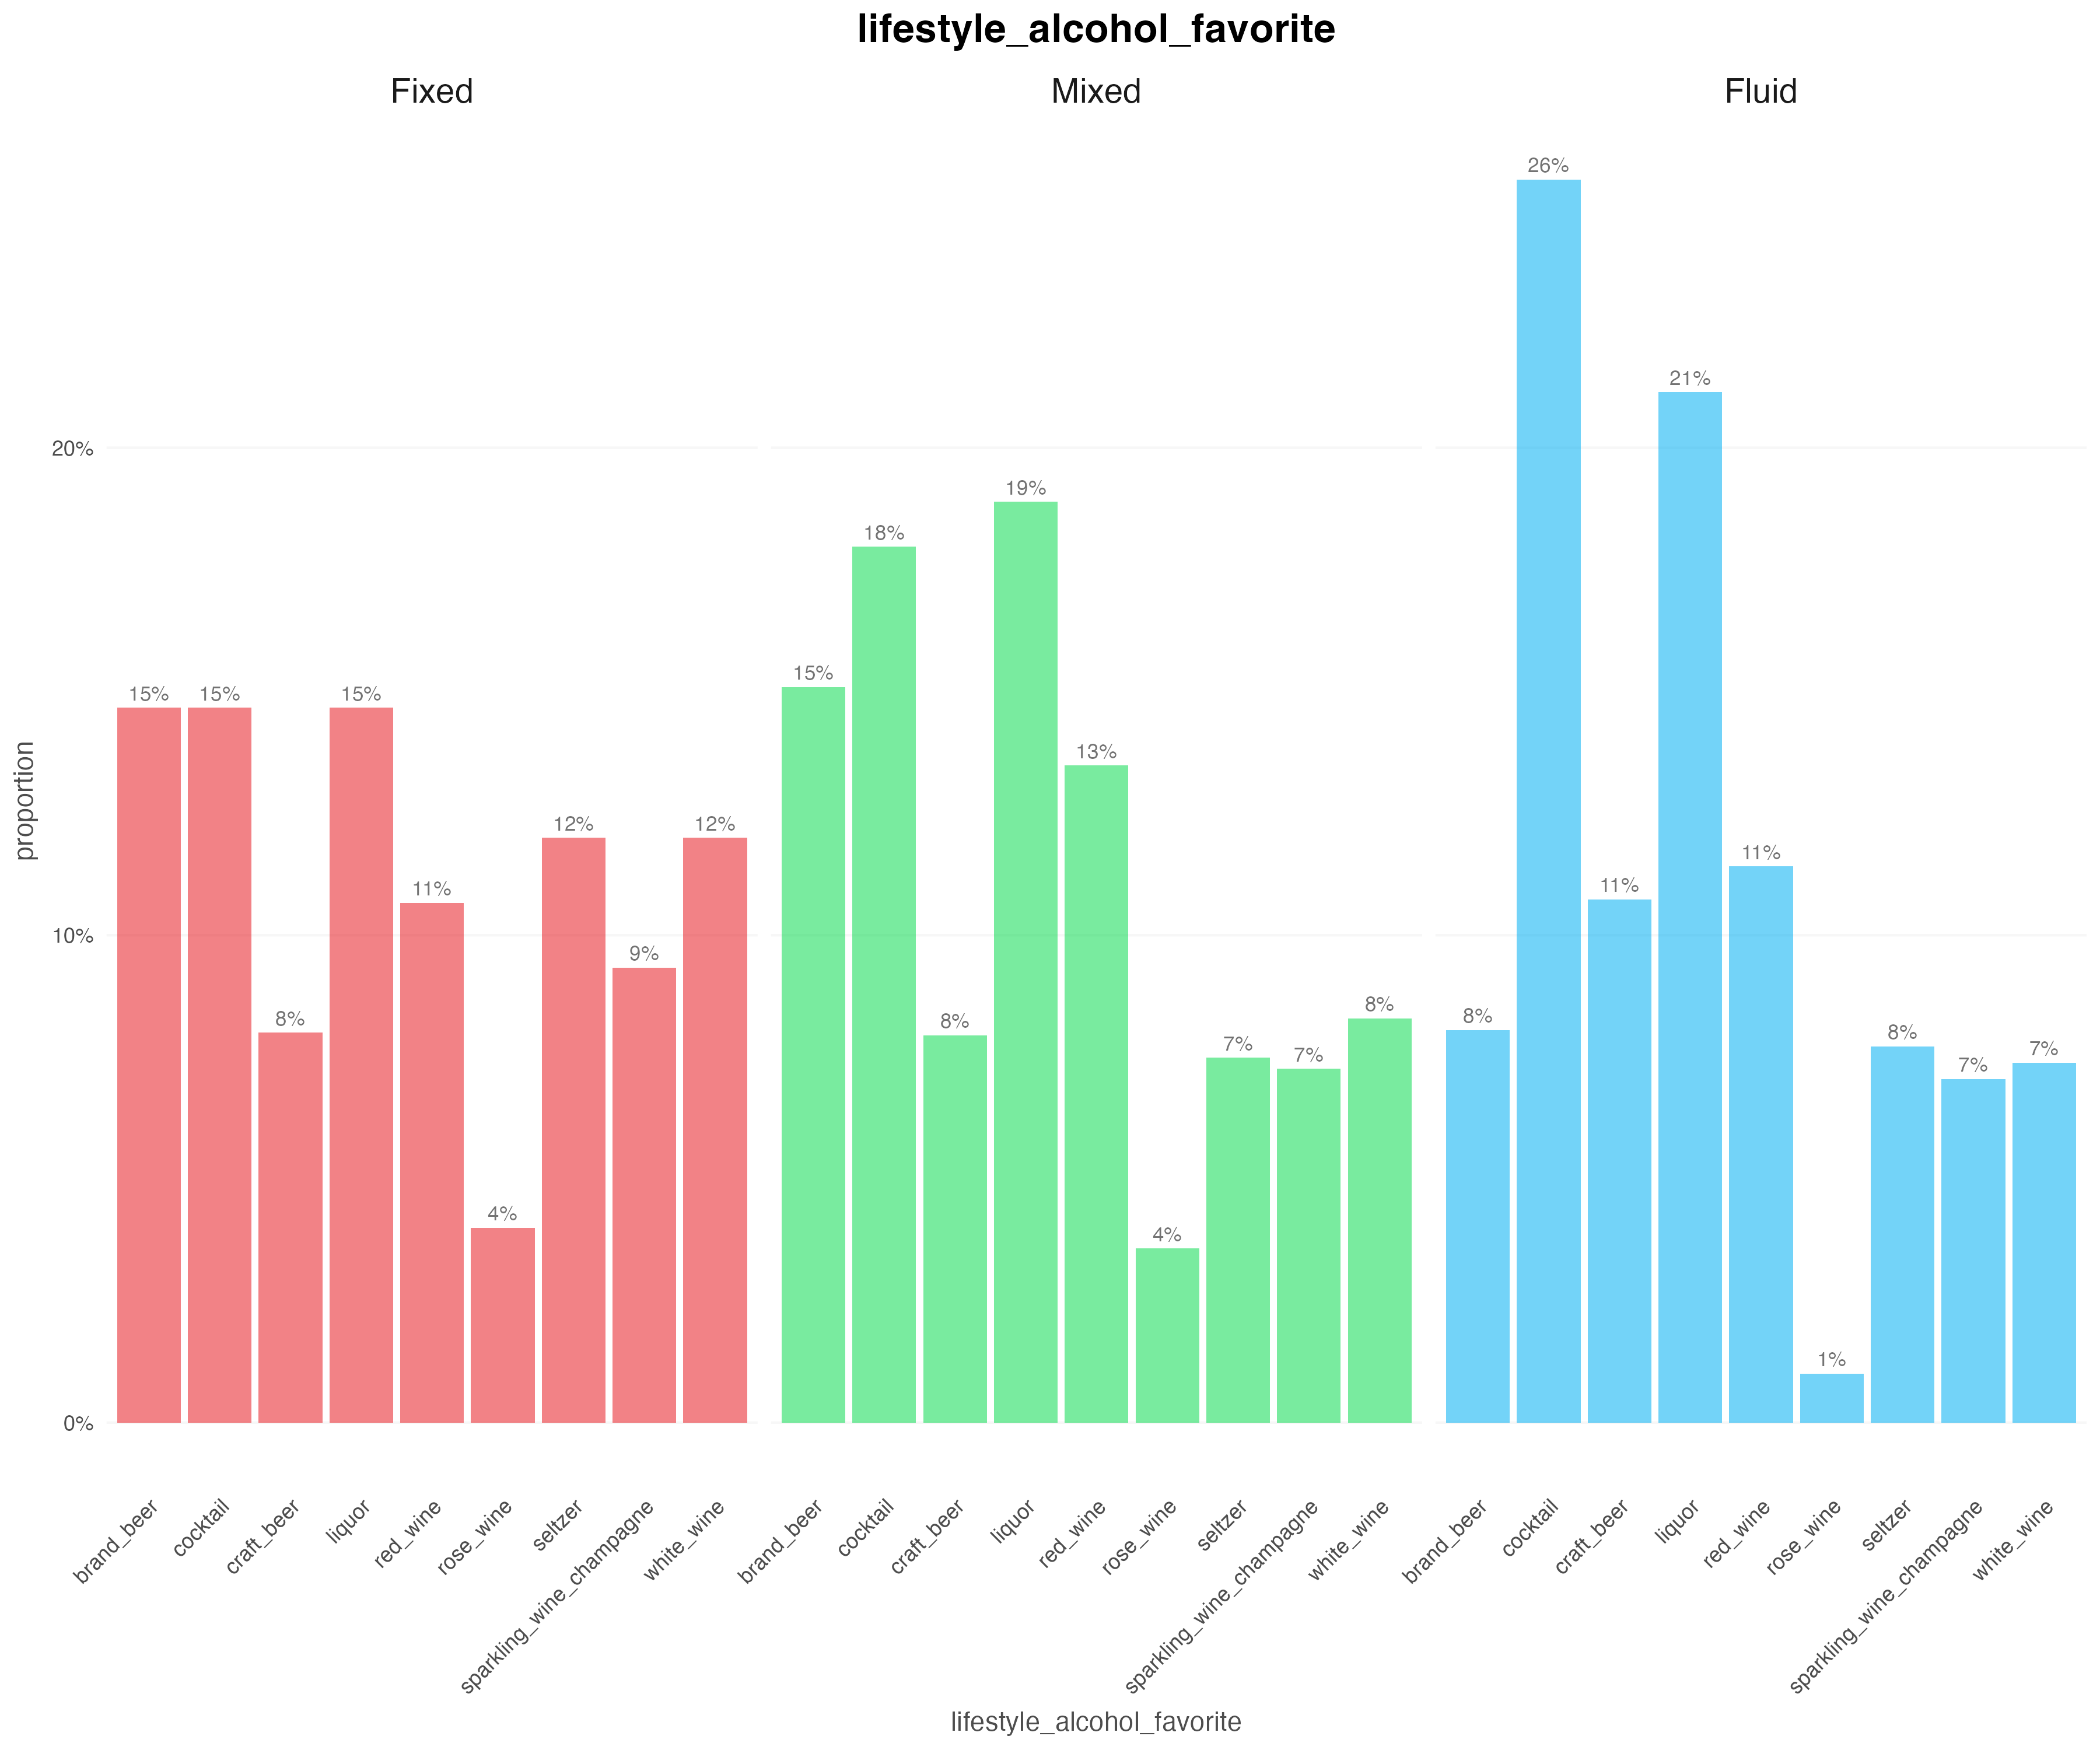 lifestyle_alcohol_favorite
Fixed
Mixed
Fluid
proportion
20%
10%
0%
15%
15%
8%
15%
11%
4%
12%
9%
12%
15%
18%
8%
19%
13%
4%
7%
7%
8%
8%
26%
11%
21%
11%
1%
8%
7%
7%
brand_beer
cocktail
craft_beer
liquor
red_wine
rose_wine
seltzer
sparkling_wine_champagne
white_wine
brand_beer
cocktail
craft_beer
liquor
red_wine
rose_wine
seltzer
sparkling_wine_champagne
white_wine
brand_beer
cocktail
craft_beer
liquor
red_wine
rose_wine
seltzer
sparkling_wine_champagne
white_wine
lifestyle_alcohol_favorite